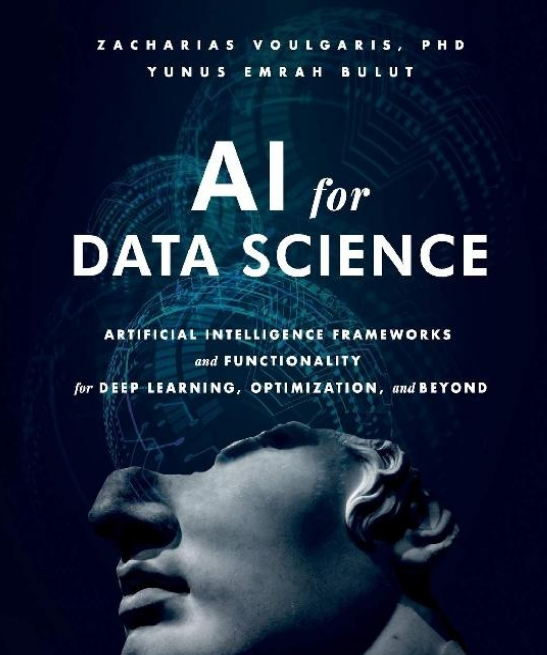 ZACHARIAS VOULGARIS, PHD
YUNUS EMRAH BULUT
AI for
DATA SCIENCE
ARTIFICIAL INTELLIGENCE FRAMEWORKS
and FUNCTIONALITY
for DEEP LEARNING, OPTIMIZATION, and BEYOND